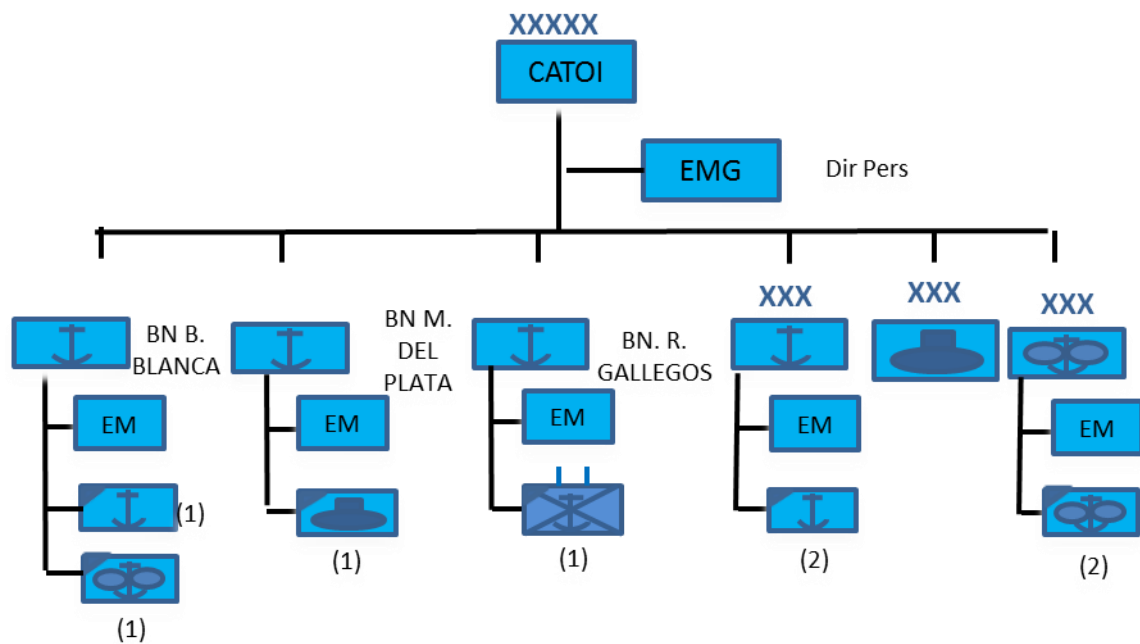 XXXXX
CATOI
EMG
Dir Pers
XXX
XXX
XXX
BN B.
BLANCA
BN M.
DEL
PLATA
BN. R.
GALLEGOS
EM
EM
EM
EM
EM
(1)
(1)
(1)
(2)
(2)
(1)